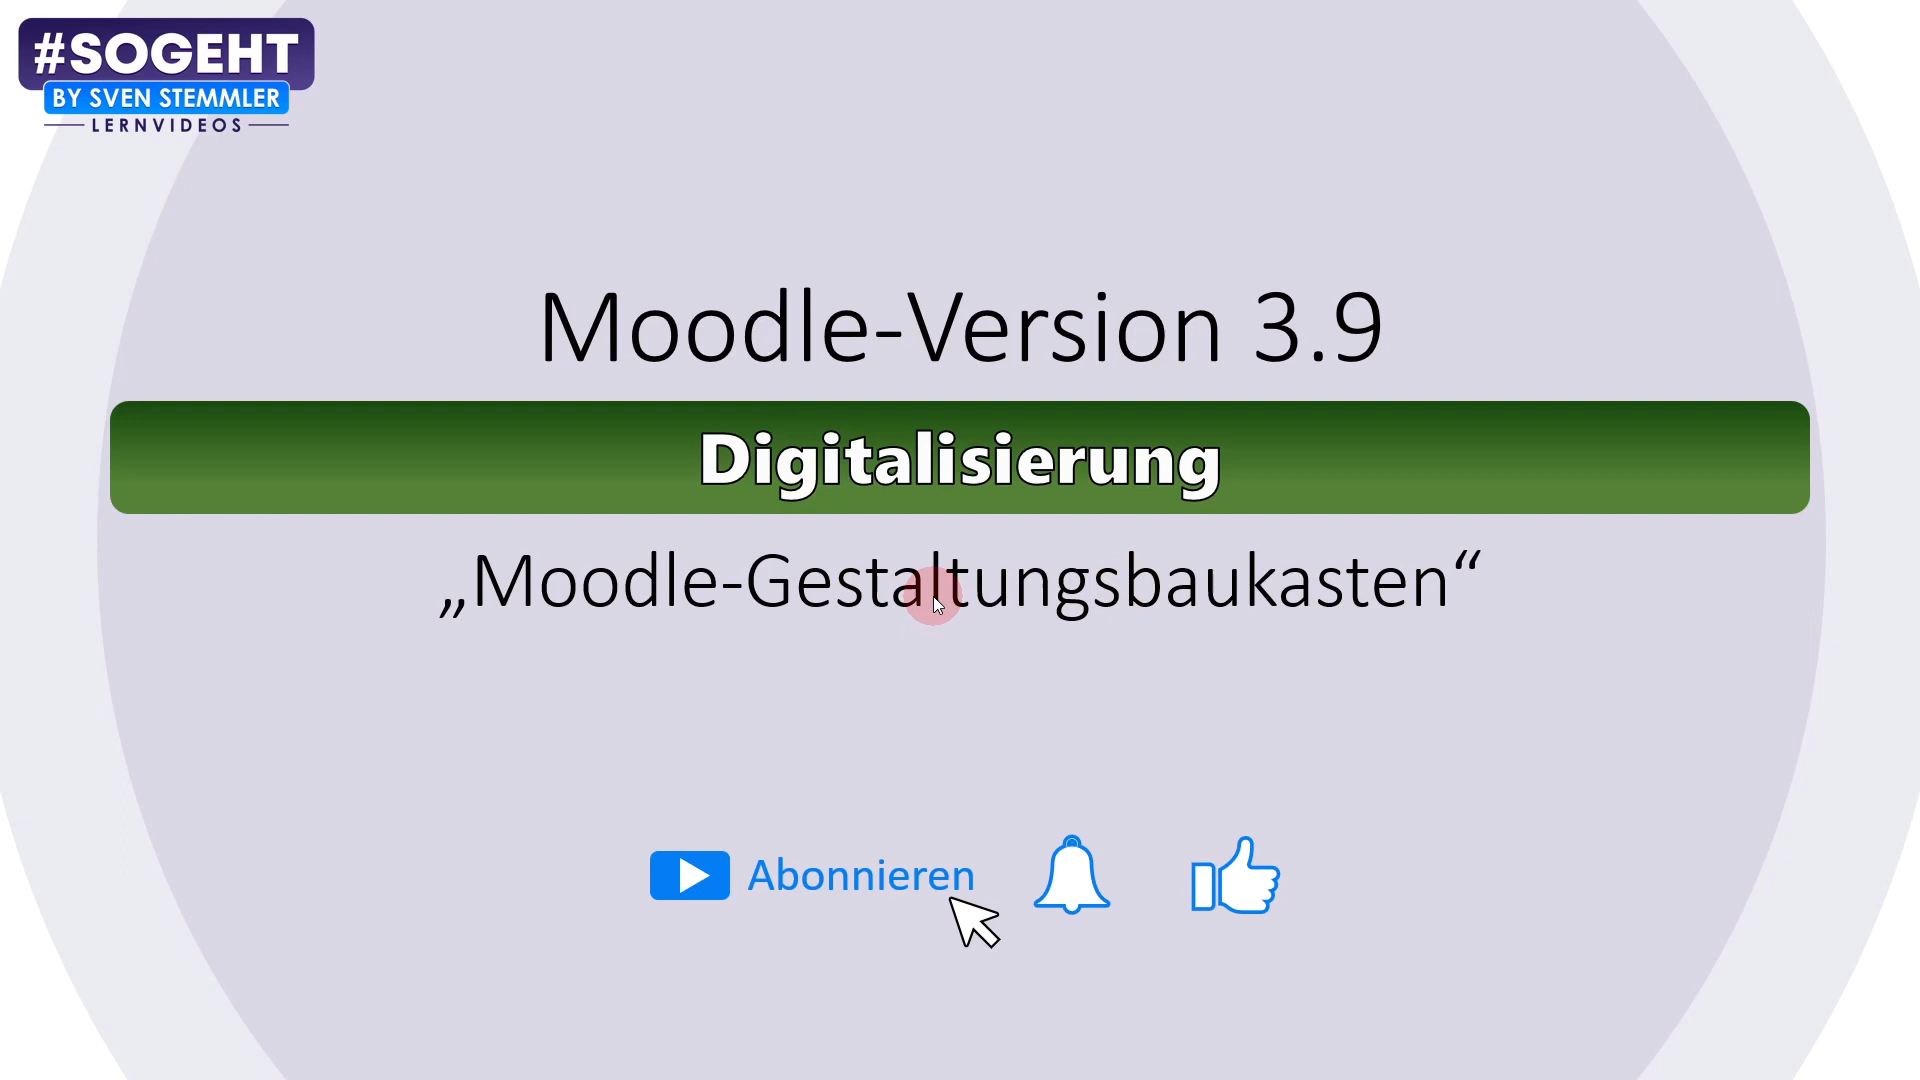 #SOGEHT
BY SVEN STEMMLER
LERNVIDEOS
Moodle-Version 3.9
Digitalisierung
„Moodle-Gestaltungsbaukasten“
Abonnieren